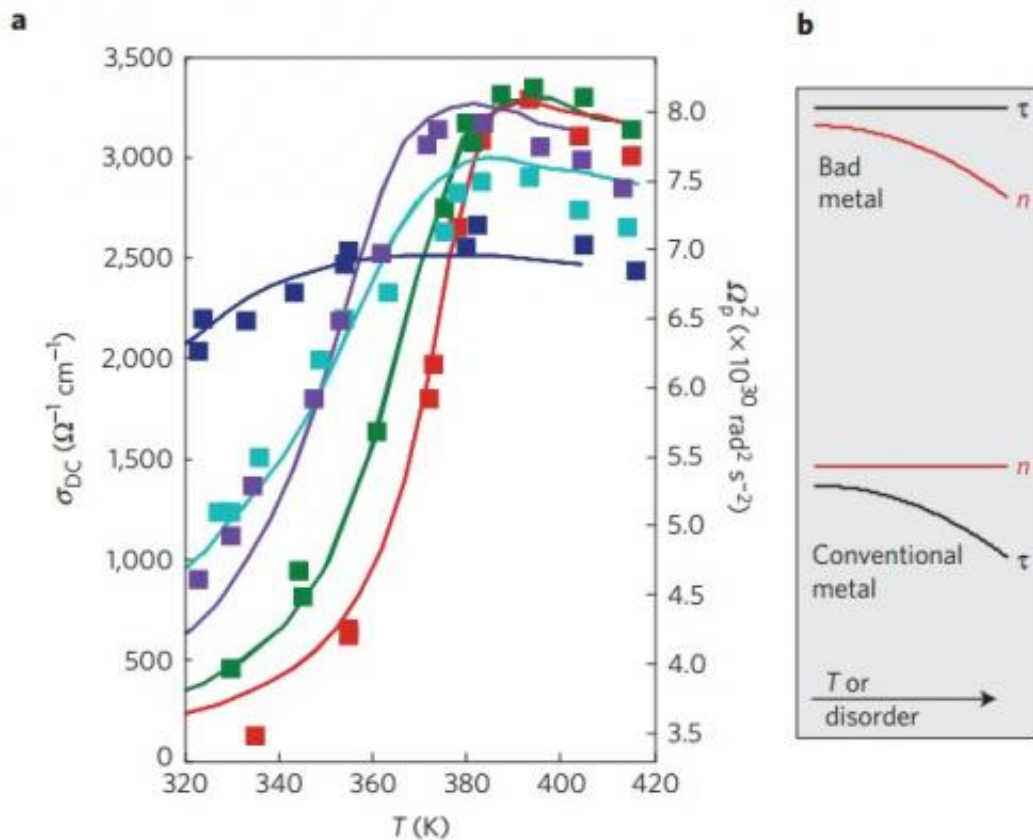 a
3,500
3,000
2,500
2,000
1,500
1,000
500
0
σDC (Ω⁻¹ cm⁻¹)
320
340
360
380
400
420
T (K)
8.0
7.5
7.0
6.5
6.0
5.5
5.0
4.5
4.0
3.5
Ωp² (× 10³⁰ rad² s⁻²)
b
τ
Bad
metal
n
n
Conventional
metal
τ
T or
disorder